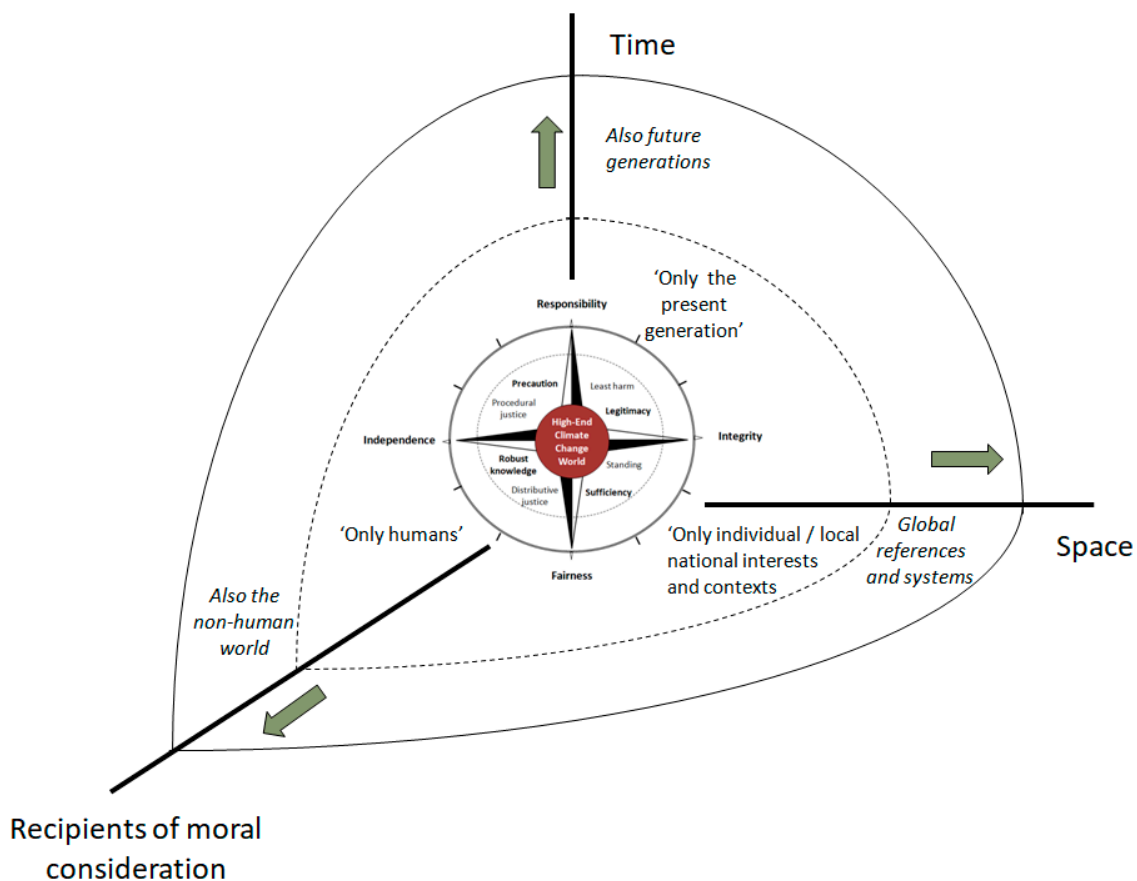 Time
Also future
generations
'Only the
present
generation'
Responsibility
Precaution
Least harm
Procedural
justice
Legitimacy
High-End
Climate
Change
World
Independence
Integrity
Robust
knowledge
Standing
Distributive
justice
Sufficiency
Fairness
'Only humans'
'Only individual / local
national interests
and contexts
Global
references
and systems
Space
Also the
non-human
world
Recipients of moral
consideration